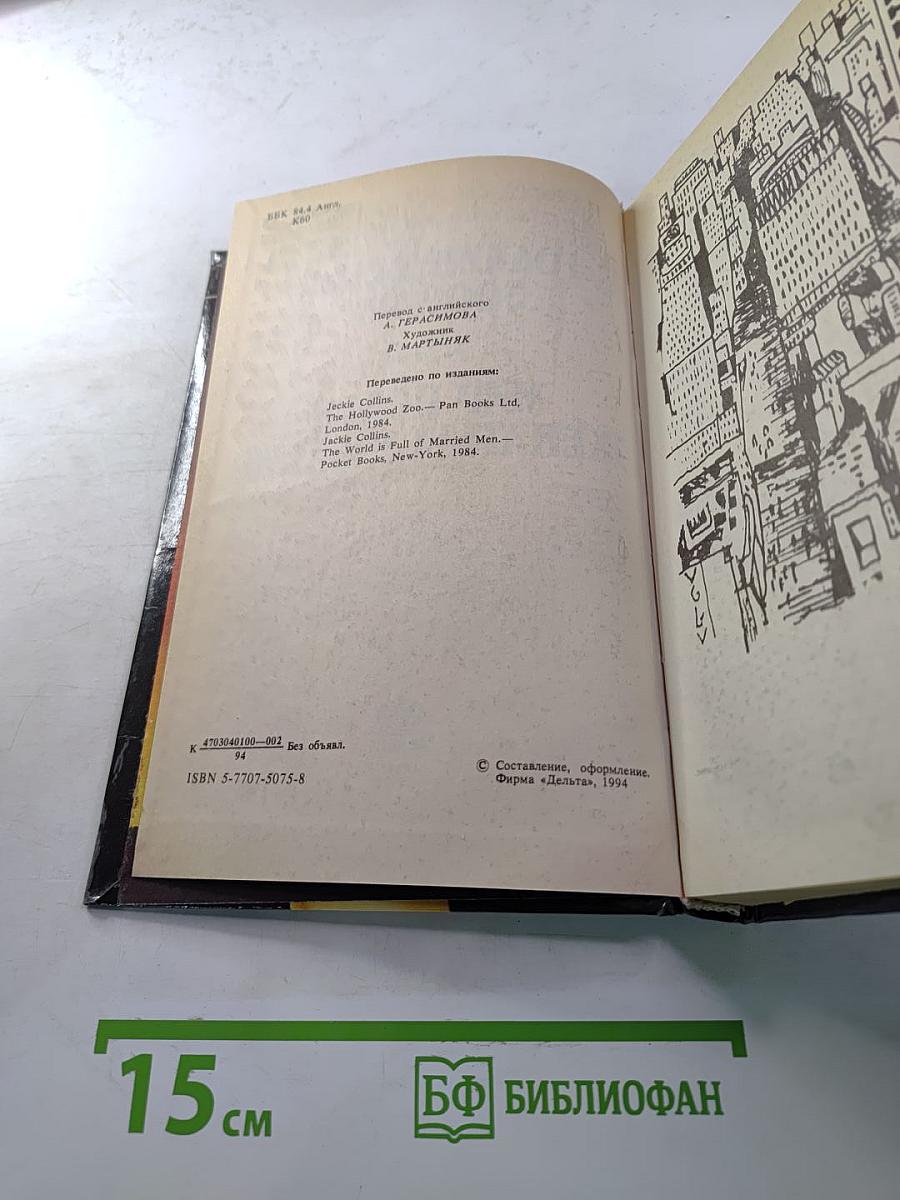 ББК 84.4 Англ.
К60
Перевод с английского
А. ГЕРАСИМОВА
Художник
В. МАРТЫНЯК
Переведено по изданиям:
Jeckie Collins.
The Hollywood Zoo.— Pan Books Ltd,
London, 1984.
Jackie Collins.
The World is Full of Married Men.—
Pocket Books, New-York, 1984.
К 4703040100—002 Без объявл.
94
ISBN 5-7707-5075-8
© Составление, оформление.
Фирма «Дельта», 1994
15 см
БФ БИБЛИОФАН